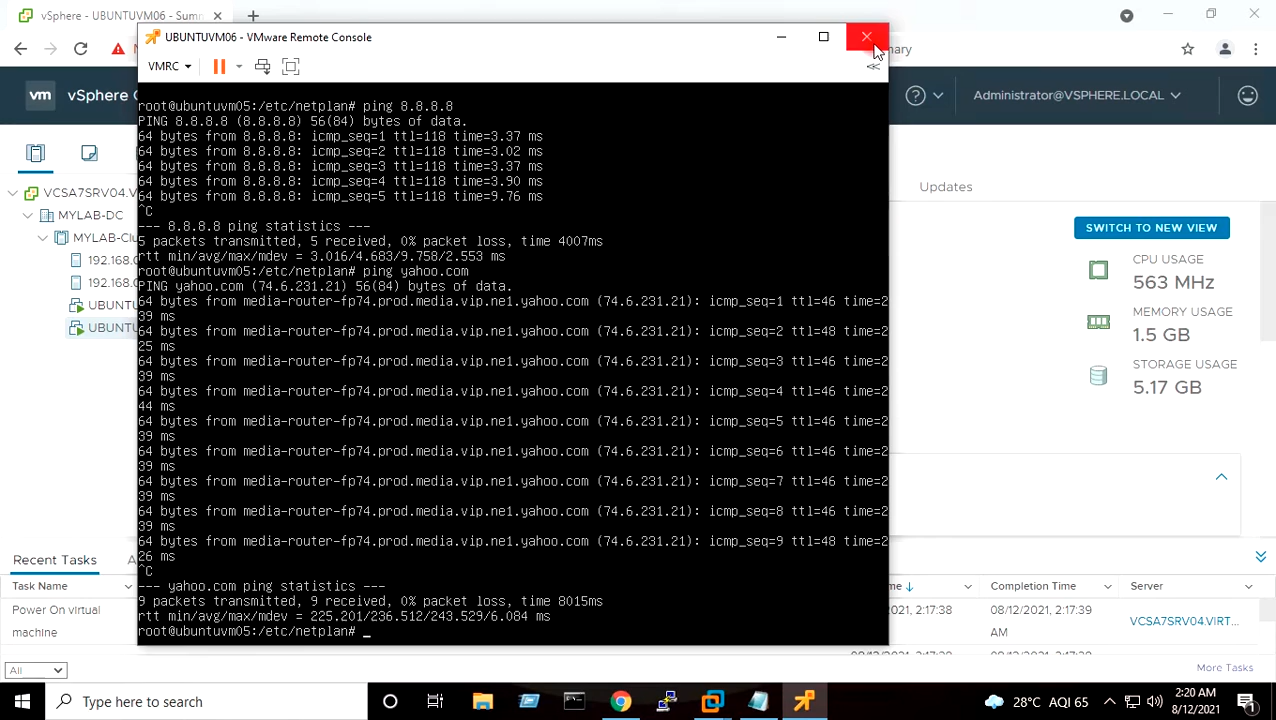 vSphere - UBUNTUVM06 - Sum
UBUNTUVM06 - VMware Remote Console
VMRC
vm vSphere
Administrator@VSPHERE.LOCAL
VCSA7SRV04.V
MYLAB-DC
MYLAB-Clu
192.168.
192.168.
UBUNTU
UBUNTU
root@ubuntuvm05:/etc/netplan# ping 8.8.8.8
PING 8.8.8.8 (8.8.8.8) 56(84) bytes of data.
64 bytes from 8.8.8.8: icmp_seq=1 ttl=118 time=3.37 ms
64 bytes from 8.8.8.8: icmp_seq=2 ttl=118 time=3.02 ms
64 bytes from 8.8.8.8: icmp_seq=3 ttl=118 time=3.37 ms
64 bytes from 8.8.8.8: icmp_seq=4 ttl=118 time=3.90 ms
64 bytes from 8.8.8.8: icmp_seq=5 ttl=118 time=9.76 ms
^C
--- 8.8.8.8 ping statistics ---
5 packets transmitted, 5 received, 0% packet loss, time 4007ms
rtt min/avg/max/mdev = 3.016/4.683/9.758/2.553 ms
root@ubuntuvm05:/etc/netplan# ping yahoo.com
PING yahoo.com (74.6.231.21) 56(84) bytes of data.
64 bytes from media-router-fp74.prod.media.vip.ne1.yahoo.com (74.6.231.21): icmp_seq=1 ttl=46 time=2
39 ms
64 bytes from media-router-fp74.prod.media.vip.ne1.yahoo.com (74.6.231.21): icmp_seq=2 ttl=48 time=2
25 ms
64 bytes from media-router-fp74.prod.media.vip.ne1.yahoo.com (74.6.231.21): icmp_seq=3 ttl=46 time=2
39 ms
64 bytes from media-router-fp74.prod.media.vip.ne1.yahoo.com (74.6.231.21): icmp_seq=4 ttl=46 time=2
44 ms
64 bytes from media-router-fp74.prod.media.vip.ne1.yahoo.com (74.6.231.21): icmp_seq=5 ttl=46 time=2
39 ms
64 bytes from media-router-fp74.prod.media.vip.ne1.yahoo.com (74.6.231.21): icmp_seq=6 ttl=46 time=2
39 ms
64 bytes from media-router-fp74.prod.media.vip.ne1.yahoo.com (74.6.231.21): icmp_seq=7 ttl=46 time=2
39 ms
64 bytes from media-router-fp74.prod.media.vip.ne1.yahoo.com (74.6.231.21): icmp_seq=8 ttl=46 time=2
39 ms
64 bytes from media-router-fp74.prod.media.vip.ne1.yahoo.com (74.6.231.21): icmp_seq=9 ttl=48 time=2
26 ms
^C
--- yahoo.com ping statistics ---
9 packets transmitted, 9 received, 0% packet loss, time 8015ms
rtt min/avg/max/mdev = 225.201/236.512/243.529/6.084 ms
root@ubuntuvm05:/etc/netplan# _
Updates
SWITCH TO NEW VIEW
CPU USAGE
563 MHz
MEMORY USAGE
1.5 GB
STORAGE USAGE
5.17 GB
Recent Tasks
Task Name
Completion Time
Server
Power On virtual
machine
2021, 2:17:38
08/12/2021, 2:17:39
AM
VCSA7SRV04.VIRT...
All
More Tasks
Type here to search
28°C AQI 65
2:20 AM
8/12/2021
1